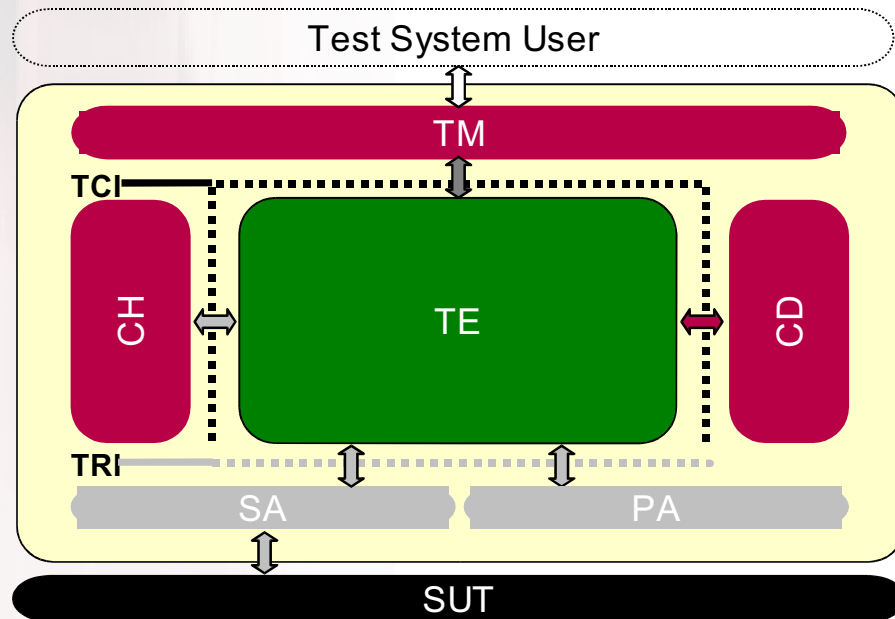 Test System User
TM
TCI
CH
TE
CD
TRI
SA
PA
SUT